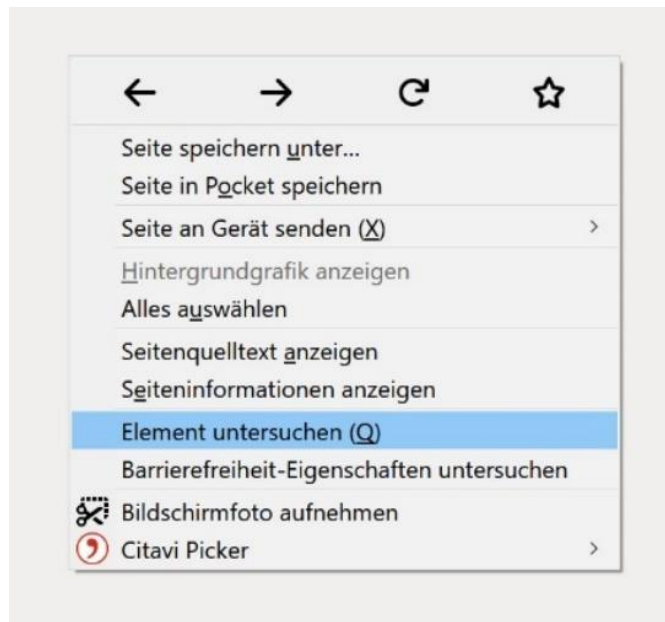 Seite speichern unter...
Seite in Pocket speichern
Seite an Gerät senden (X)
Hintergrundgrafik anzeigen
Alles auswählen
Seitenquelltext anzeigen
Seiteninformationen anzeigen
Element untersuchen (Q)
Barrierefreiheit-Eigenschaften untersuchen
Bildschirmfoto aufnehmen
Citavi Picker